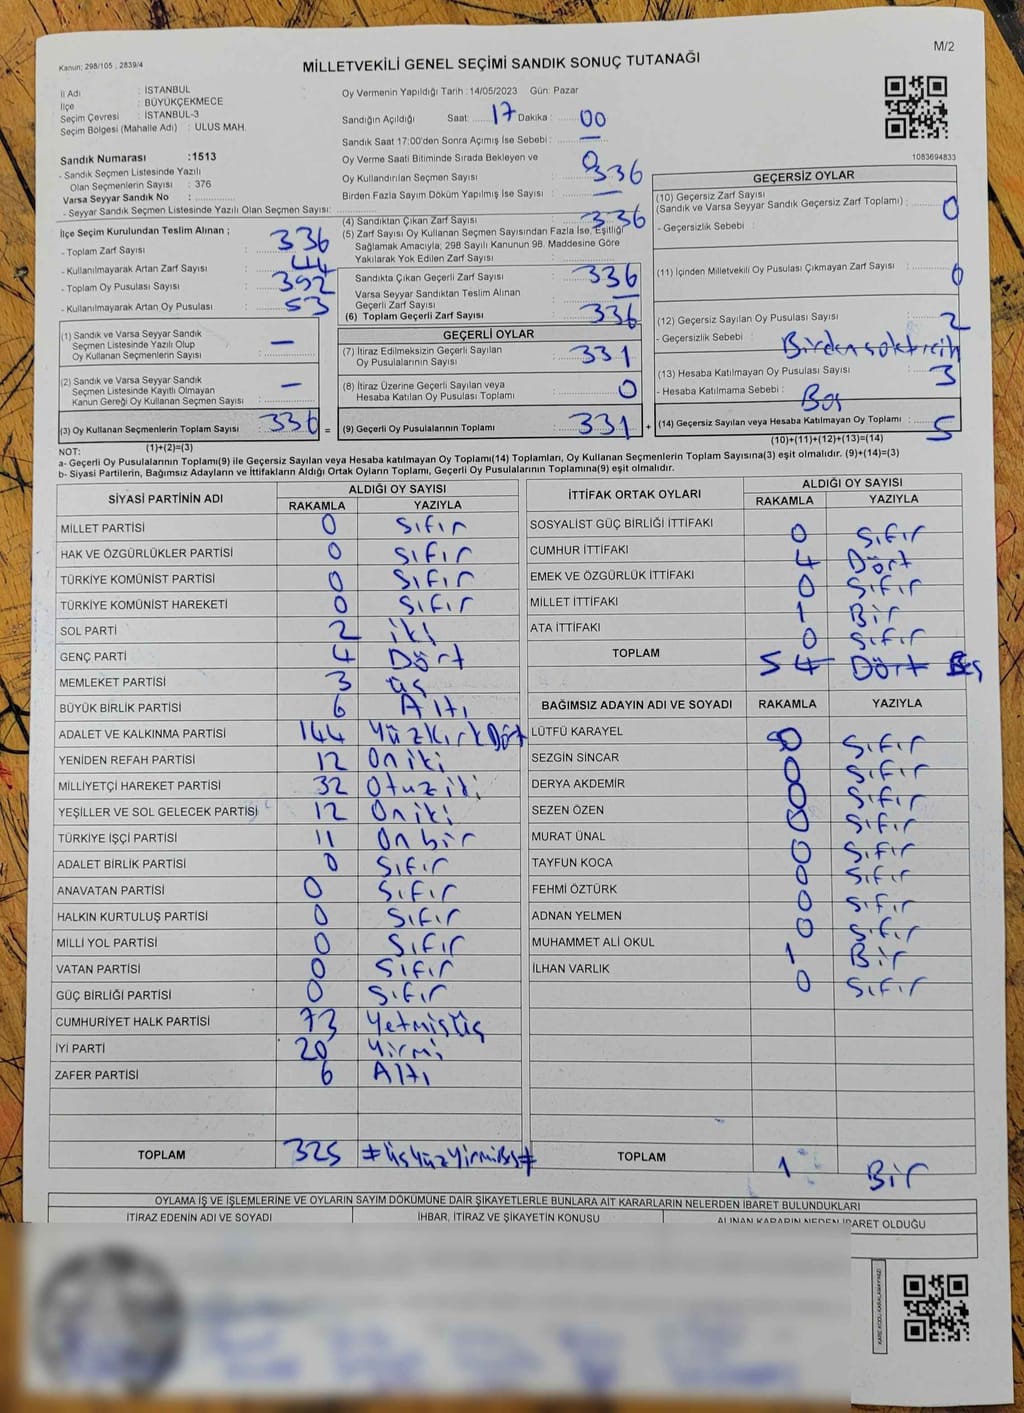 M/2
Kanun: 298/105 , 2839/4
MİLLETVEKİLİ GENEL SEÇİMİ SANDIK SONUÇ TUTANAĞI
İl Adı : İSTANBUL
İlçe : BÜYÜKÇEKMECE
Seçim Çevresi : İSTANBUL-3
Seçim Bölgesi (Mahalle Adı) : ULUS MAH.
Sandık Numarası :1513
- Sandık Seçmen Listesinde Yazılı
Olan Seçmenlerin Sayısı : 376
Varsa Seyyar Sandık No :
- Seyyar Sandık Seçmen Listesinde Yazılı Olan Seçmen Sayısı:
Oy Vermenin Yapıldığı Tarih :14/05/2023 Gün: Pazar
Sandığın Açıldığı Saat: 17 Dakika : 00
Sandık Saat 17:00'den Sonra Açımış İse Sebebi : —
Oy Verme Saati Bitiminde Sırada Bekleyen ve
Oy Kullandırılan Seçmen Sayısı : 336
Birden Fazla Sayım Döküm Yapılmış İse Sayısı : —
1083694833
İlçe Seçim Kurulundan Teslim Alınan ;
- Toplam Zarf Sayısı : 336
- Kullanılmayarak Artan Zarf Sayısı : 44
- Toplam Oy Pusulası Sayısı : 392
- Kullanılmayarak Artan Oy Pusulası : 53
(4) Sandıktan Çıkan Zarf Sayısı : 336
(5) Zarf Sayısı Oy Kullanan Seçmen Sayısından Fazla İse, Eşitliği
Sağlamak Amacıyla; 298 Sayılı Kanunun 98. Maddesine Göre
Yakılarak Yok Edilen Zarf Sayısı :
Sandıkta Çıkan Geçerli Zarf Sayısı : 336
Varsa Seyyar Sandıktan Teslim Alınan
Geçerli Zarf Sayısı : —
(6) Toplam Geçerli Zarf Sayısı : 336
GEÇERSİZ OYLAR
(10) Geçersiz Zarf Sayısı
(Sandık ve Varsa Seyyar Sandık Geçersiz Zarf Toplamı) : 0
- Geçersizlik Sebebi :
(11) İçinden Milletvekili Oy Pusulası Çıkmayan Zarf Sayısı : 0
(12) Geçersiz Sayılan Oy Pusulası Sayısı : 2
- Geçersizlik Sebebi : Birden
(13) Hesaba Katılmayan Oy Pusulası Sayısı : 3
- Hesaba Katılmama Sebebi : Boş
(14) Geçersiz Sayılan veya Hesaba Katılmayan Oy Toplamı : 5
(10)+(11)+(12)+(13)=(14)
(1) Sandık ve Varsa Seyyar Sandık
Seçmen Listesinde Yazılı Olup
Oy Kullanan Seçmenlerin Sayısı : —
(2) Sandık ve Varsa Seyyar Sandık
Seçmen Listesinde Kayıtlı Olmayan
Kanun Gereği Oy Kullanan Seçmen Sayısı : —
(3) Oy Kullanan Seçmenlerin Toplam Sayısı : 336 =
(1)+(2)=(3)
GEÇERLİ OYLAR
(7) İtiraz Edilmeksizin Geçerli Sayılan
Oy Pusulalarının Sayısı : 331
(8) İtiraz Üzerine Geçerli Sayılan veya
Hesaba Katılan Oy Pusulası Toplamı : 0
(9) Geçerli Oy Pusulalarının Toplamı : 331 +
NOT:
a- Geçerli Oy Pusulalarının Toplamı(9) ile Geçersiz Sayılan veya Hesaba katılmayan Oy Toplamı(14) Toplamları, Oy Kullanan Seçmenlerin Toplam Sayısına(3) eşit olmalıdır. (9)+(14)=(3)
b- Siyasi Partilerin, Bağımsız Adayların ve İttifakların Aldığı Ortak Oyların Toplamı, Geçerli Oy Pusulalarının Toplamına(9) eşit olmalıdır.
SİYASİ PARTİNİN ADI ALDIĞI OY SAYISI
RAKAMLA YAZIYLA
MİLLET PARTİSİ 0 Sıfır
HAK VE ÖZGÜRLÜKLER PARTİSİ 0 Sıfır
TÜRKİYE KOMÜNİST PARTİSİ 0 Sıfır
TÜRKİYE KOMÜNİST HAREKETİ 0 Sıfır
SOL PARTİ 2 iki
GENÇ PARTİ 4 Dört
MEMLEKET PARTİSİ 3 üç
BÜYÜK BİRLİK PARTİSİ 6 Altı
ADALET VE KALKINMA PARTİSİ 144 YüzKırkDört
YENİDEN REFAH PARTİSİ 12 Oniki
MİLLİYETÇİ HAREKET PARTİSİ 32 Otuziki
YEŞİLLER VE SOL GELECEK PARTİSİ 12 Oniki
TÜRKİYE İŞÇİ PARTİSİ 11 Onbir
ADALET BİRLİK PARTİSİ 0 Sıfır
ANAVATAN PARTİSİ 0 Sıfır
HALKIN KURTULUŞ PARTİSİ 0 Sıfır
MİLLİ YOL PARTİSİ 0 Sıfır
VATAN PARTİSİ 0 Sıfır
GÜÇ BİRLİĞİ PARTİSİ 0 Sıfır
CUMHURİYET HALK PARTİSİ 73 Yetmişüç
İYİ PARTİ 20 Yirmi
ZAFER PARTİSİ 6 Altı
TOPLAM 325 #üçyüzyirmibeş#
İTTİFAK ORTAK OYLARI ALDIĞI OY SAYISI
RAKAMLA YAZIYLA
SOSYALİST GÜÇ BİRLİĞİ İTTİFAKI 0 Sıfır
CUMHUR İTTİFAKI 4 Dört
EMEK VE ÖZGÜRLÜK İTTİFAKI 0 Sıfır
MİLLET İTTİFAKI 1 Bir
ATA İTTİFAKI 0 Sıfır
TOPLAM 5 4 Dört Beş
BAĞIMSIZ ADAYIN ADI VE SOYADI RAKAMLA YAZIYLA
LÜTFÜ KARAYEL 0 Sıfır
SEZGİN SİNCAR 0 Sıfır
DERYA AKDEMİR 0 Sıfır
SEZEN ÖZEN 0 Sıfır
MURAT ÜNAL 0 Sıfır
TAYFUN KOCA 0 Sıfır
FEHMİ ÖZTÜRK 0 Sıfır
ADNAN YELMEN 0 Sıfır
MUHAMMET ALİ OKUL 1 Bir
İLHAN VARLIK 0 Sıfır
TOPLAM 1 Bir
OYLAMA İŞ VE İŞLEMLERİNE VE OYLARIN SAYIM DÖKÜMÜNE DAİR ŞİKAYETLERLE BUNLARA AİT KARARLARIN NELERDEN İBARET BULUNDUKLARI
İTİRAZ EDENİN ADI VE SOYADI İHBAR, İTİRAZ VE ŞİKAYETİN KONUSU ALINAN KARARIN NEDEN İBARET OLDUĞU